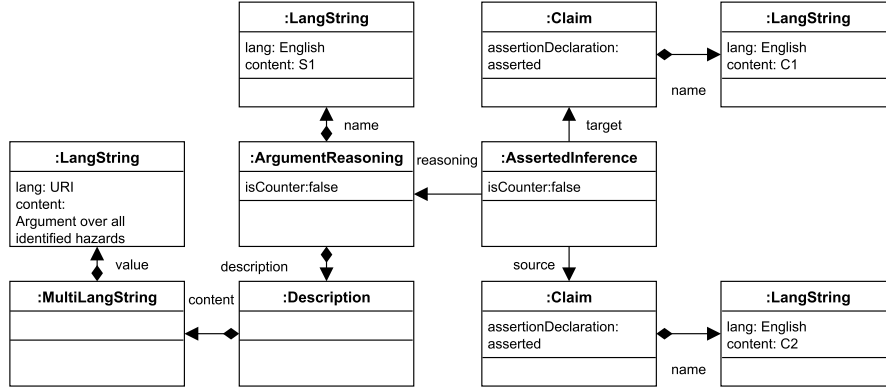 :LangString
lang: English
content: S1
:Claim
assertionDeclaration:
asserted
:LangString
lang: English
content: C1
name
name
target
:LangString
lang: URI
content:
Argument over all
identified hazards
:ArgumentReasoning
isCounter:false
reasoning
:AssertedInference
isCounter:false
value
description
source
:MultiLangString
content
:Description
:Claim
assertionDeclaration:
asserted
:LangString
lang: English
content: C2
name